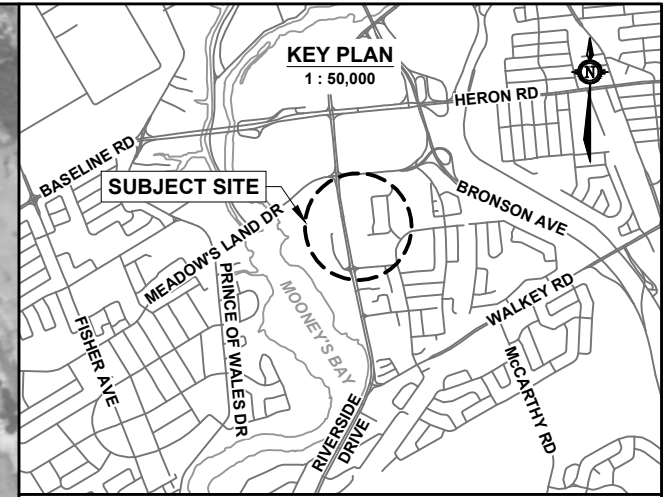 KEY PLAN
1 : 50,000
N
HERON RD
BASELINE RD
SUBJECT SITE
BRONSON AVE
MEADOW'S LAND DR
MOONEY'S BAY
PRINCE OF WALES DR
WALKEY RD
FISHER AVE
McCARTHY RD
RIVERSIDE
DRIVE